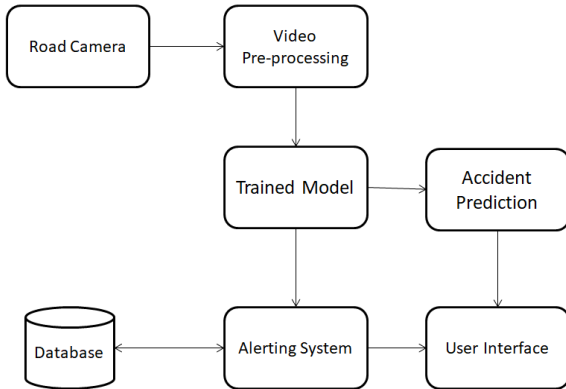 Road Camera
Video
Pre-processing
Trained Model
Accident
Prediction
Database
Alerting System
User Interface